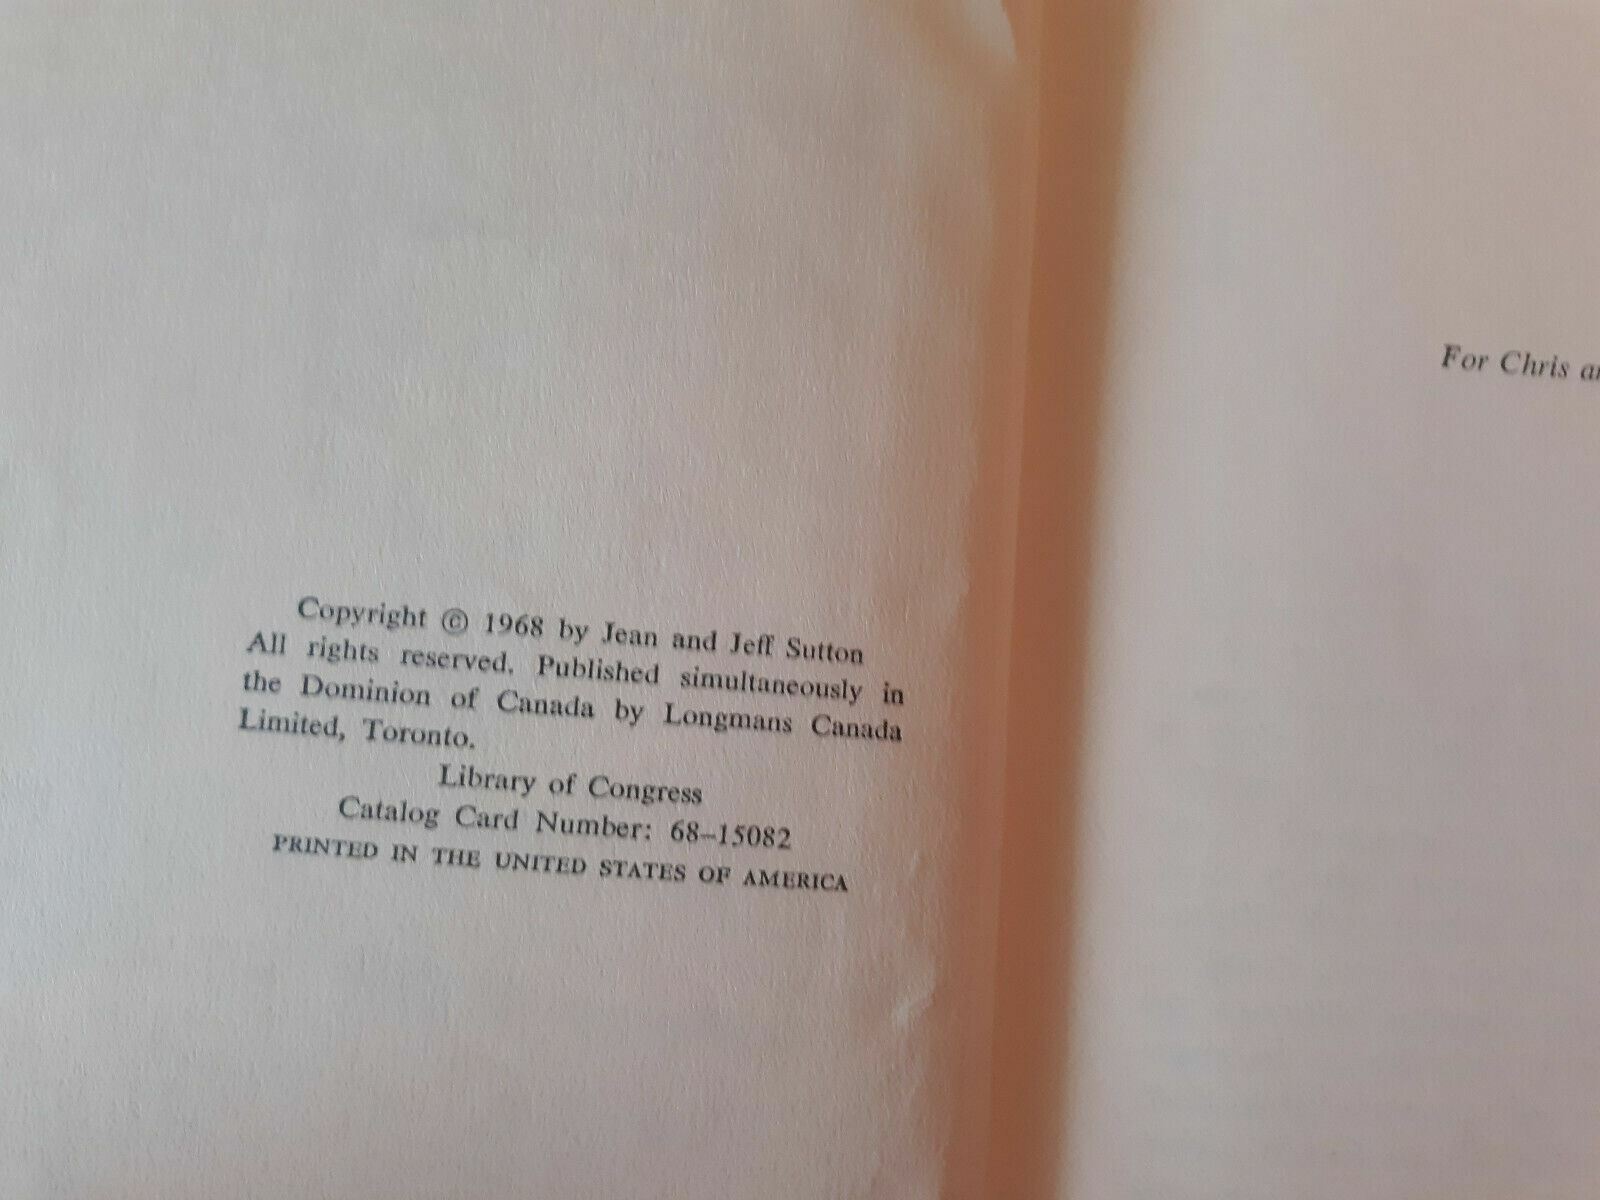 Copyright © 1968 by Jean and Jeff Sutton
All rights reserved. Published simultaneously in
the Dominion of Canada by Longmans Canada
Limited, Toronto.
Library of Congress
Catalog Card Number: 68–15082
PRINTED IN THE UNITED STATES OF AMERICA
For Chris